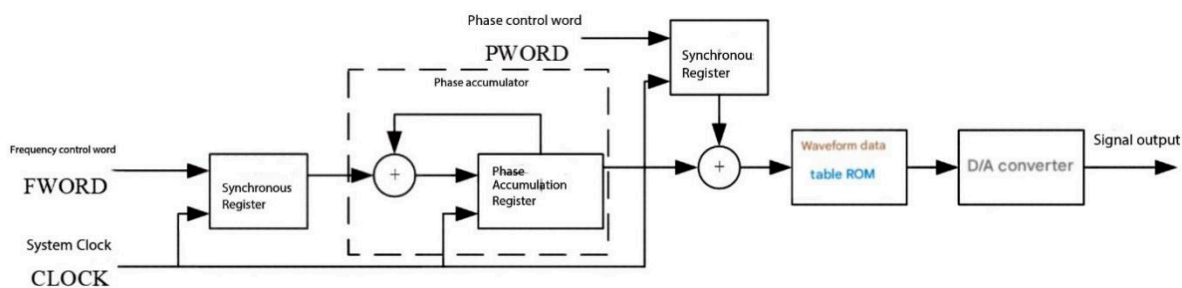 Phase control word
PWORD
Synchronous
Register
Phase accumulator
Frequency control word
FWORD
Synchronous
Register
+
Phase
Accumulation
Register
+
Waveform data
table ROM
D/A converter
Signal output
System Clock
CLOCK